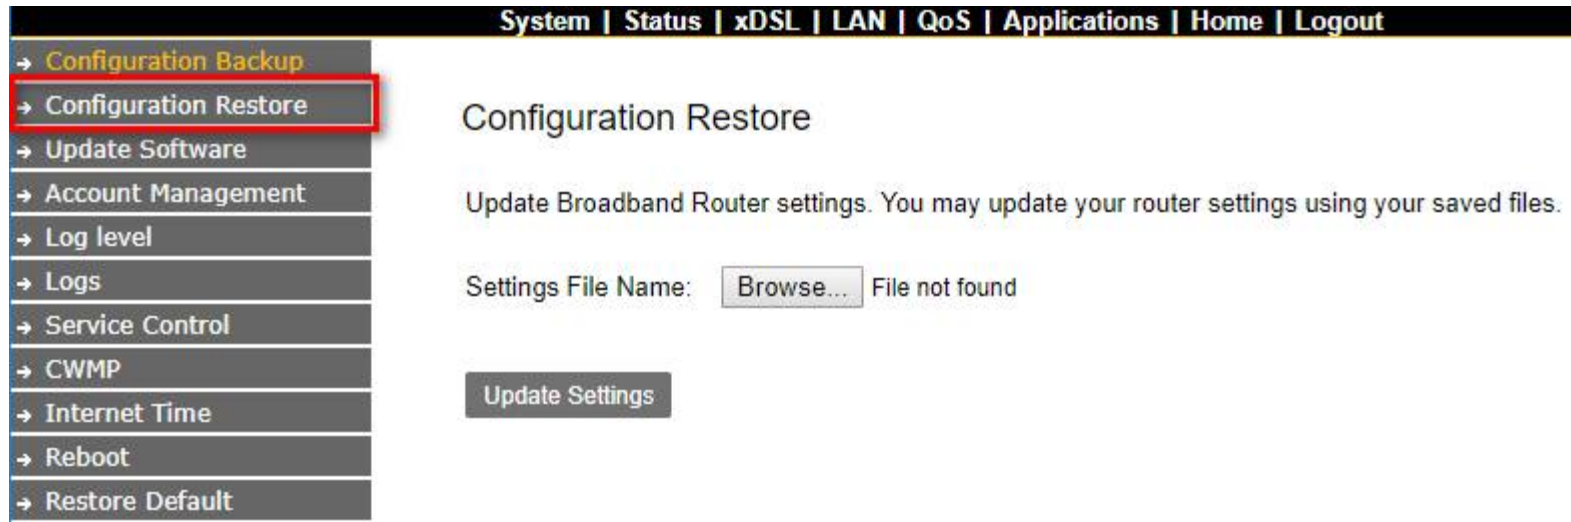 System | Status | xDSL | LAN | QoS | Applications | Home | Logout
Configuration Backup
Configuration Restore
Update Software
Account Management
Log level
Logs
Service Control
CWMP
Internet Time
Reboot
Restore Default
Configuration Restore
Update Broadband Router settings. You may update your router settings using your saved files.
Settings File Name: Browse... File not found
Update Settings